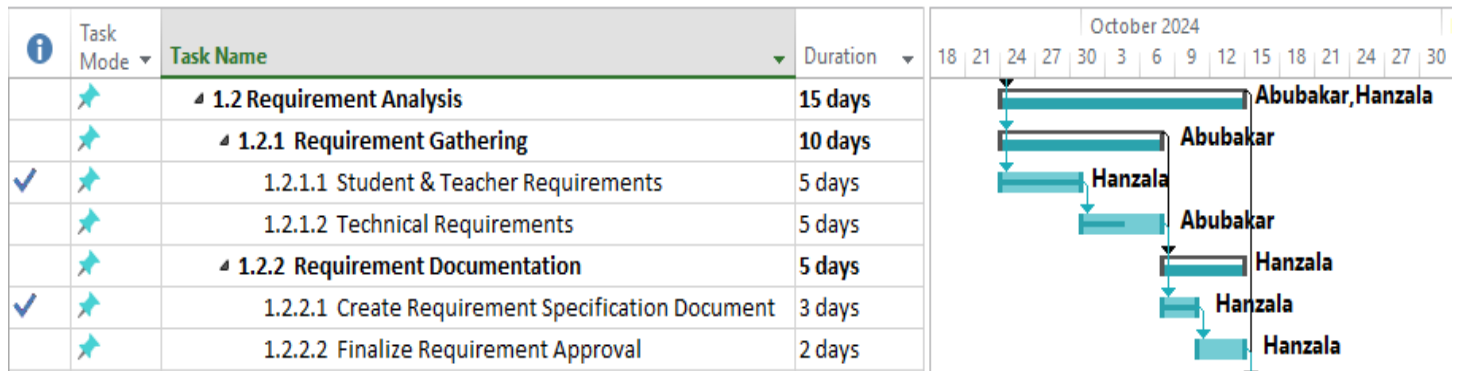 Task Mode
Task Name
Duration
October 2024
18 21 24 27 30 3 6 9 12 15 18 21 24 27 30
1.2 Requirement Analysis 15 days Abubakar,Hanzala
1.2.1 Requirement Gathering 10 days Abubakar
1.2.1.1 Student & Teacher Requirements 5 days Hanzala
1.2.1.2 Technical Requirements 5 days Abubakar
1.2.2 Requirement Documentation 5 days Hanzala
1.2.2.1 Create Requirement Specification Document 3 days Hanzala
1.2.2.2 Finalize Requirement Approval 2 days Hanzala